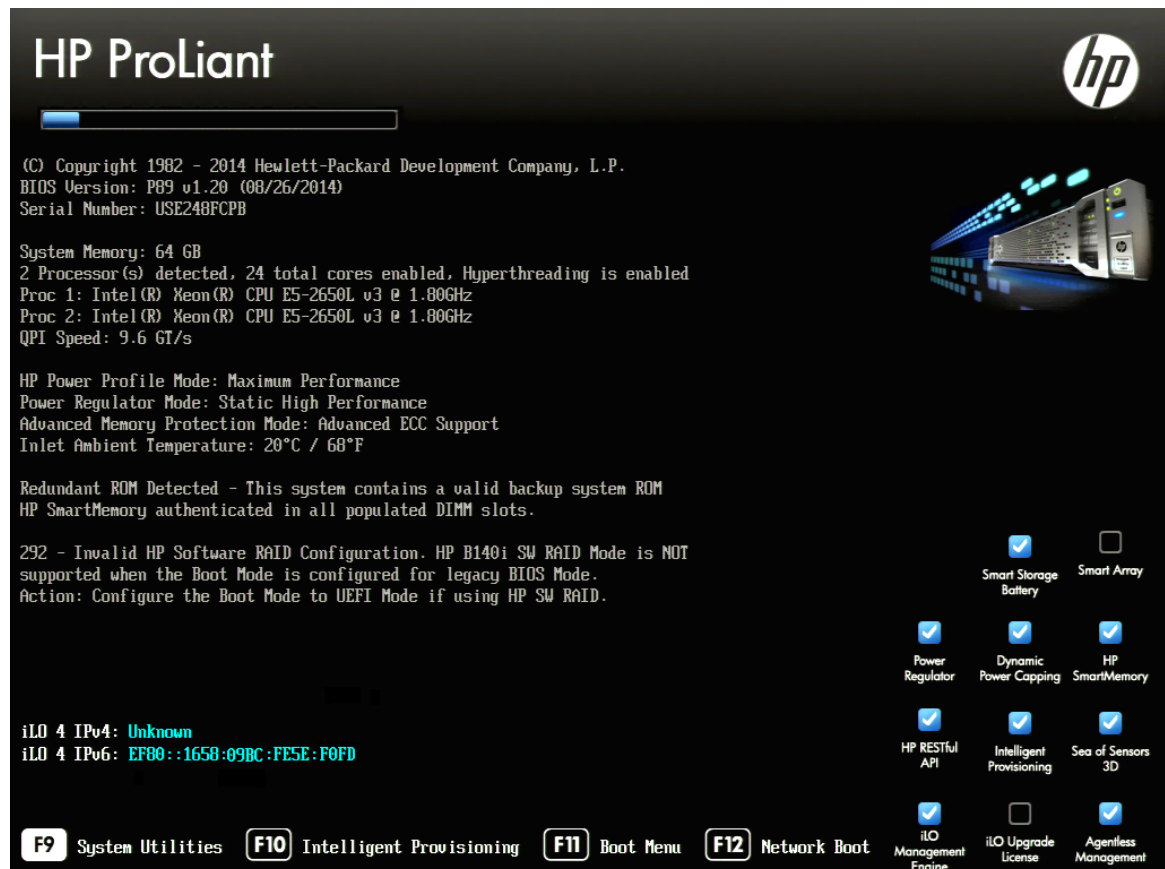 HP ProLiant
hp
(C) Copyright 1982 - 2014 Hewlett-Packard Development Company, L.P.
BIOS Version: P89 v1.20 (08/26/2014)
Serial Number: USE248FCPB
System Memory: 64 GB
2 Processor(s) detected, 24 total cores enabled, Hyperthreading is enabled
Proc 1: Intel(R) Xeon(R) CPU E5-2650L v3 @ 1.80GHz
Proc 2: Intel(R) Xeon(R) CPU E5-2650L v3 @ 1.80GHz
QPI Speed: 9.6 GT/s
HP Power Profile Mode: Maximum Performance
Power Regulator Mode: Static High Performance
Advanced Memory Protection Mode: Advanced ECC Support
Inlet Ambient Temperature: 20°C / 68°F
Redundant ROM Detected - This system contains a valid backup system ROM
HP SmartMemory authenticated in all populated DIMM slots.
292 - Invalid HP Software RAID Configuration. HP B140i SW RAID Mode is NOT
supported when the Boot Mode is configured for legacy BIOS Mode.
Action: Configure the Boot Mode to UEFI Mode if using HP SW RAID.
Smart Storage
Battery
Smart Array
Power
Regulator
Dynamic
Power Capping
HP
SmartMemory
HP RESTful
API
Intelligent
Provisioning
Sea of Sensors
3D
iLO
Management
Engine
iLO Upgrade
License
Agentless
Management
iLO 4 IPv4: Unknown
iLO 4 IPv6: EF80::1658:09BC:FE5E:F0FD
F9 System Utilities F10 Intelligent Provisioning F11 Boot Menu F12 Network Boot